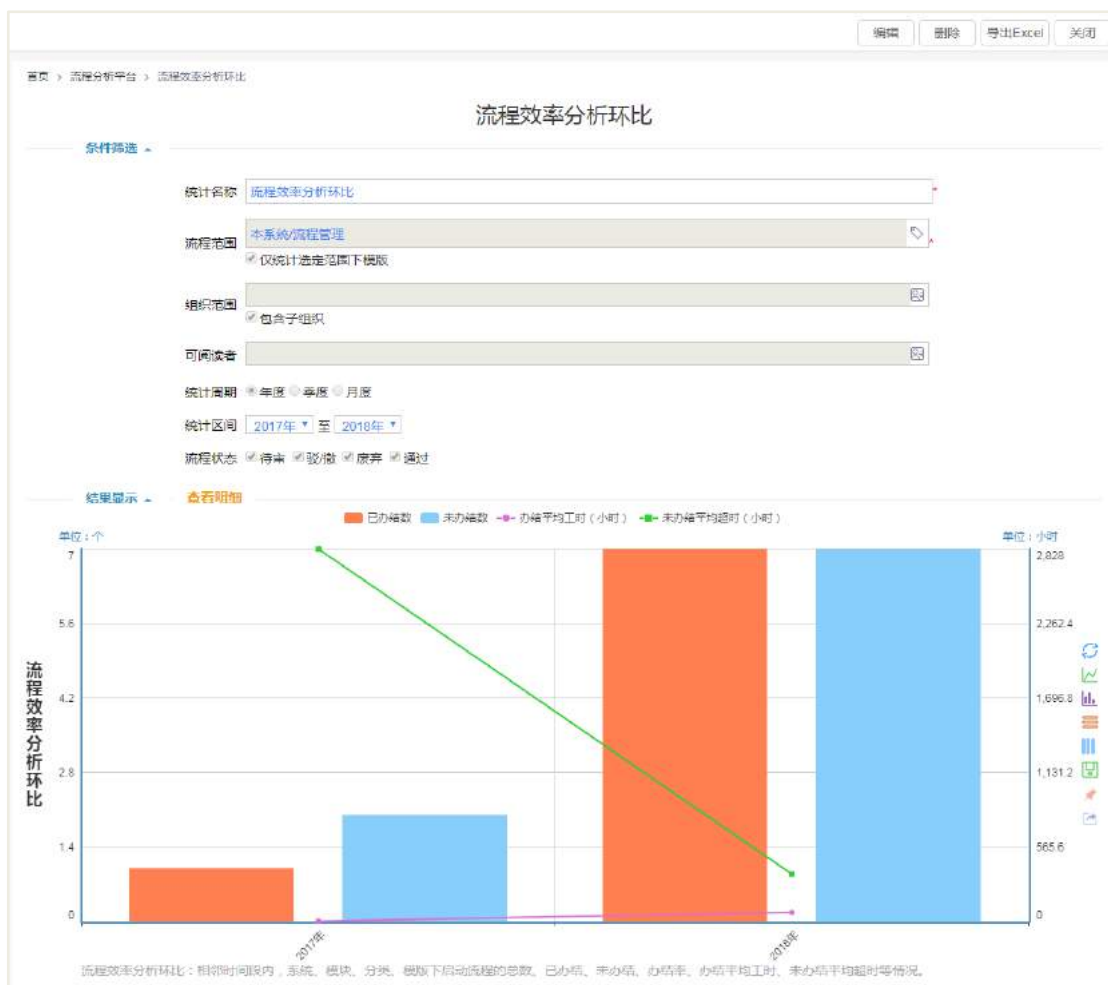 编辑 删除 导出Excel 关闭
首页 > 流程分析平台 > 流程效率分析环比
流程效率分析环比
条件筛选
统计名称 流程效率分析环比 *
流程范围 本系统/流程管理 *
仅统计选定范围下模版
组织范围
包含子组织
可阅读者
统计周期 年度 季度 月度
统计区间 2017年 至 2018年
流程状态 待审 驳/撤 废弃 通过
结果显示 查看明细
已办结数 未办结数 办结平均工时（小时） 未办结平均超时（小时）
单位：个 单位：小时
7 2,828
5.6 2,262.4
4.2 1,696.8
2.8 1,131.2
1.4 565.6
0 0
流程效率分析环比
2017年 2018年
流程效率分析环比：相邻时间段内，系统、模块、分类、模版下启动流程的总数、已办结、未办结、办结率、办结平均工时、未办结平均超时等情况。